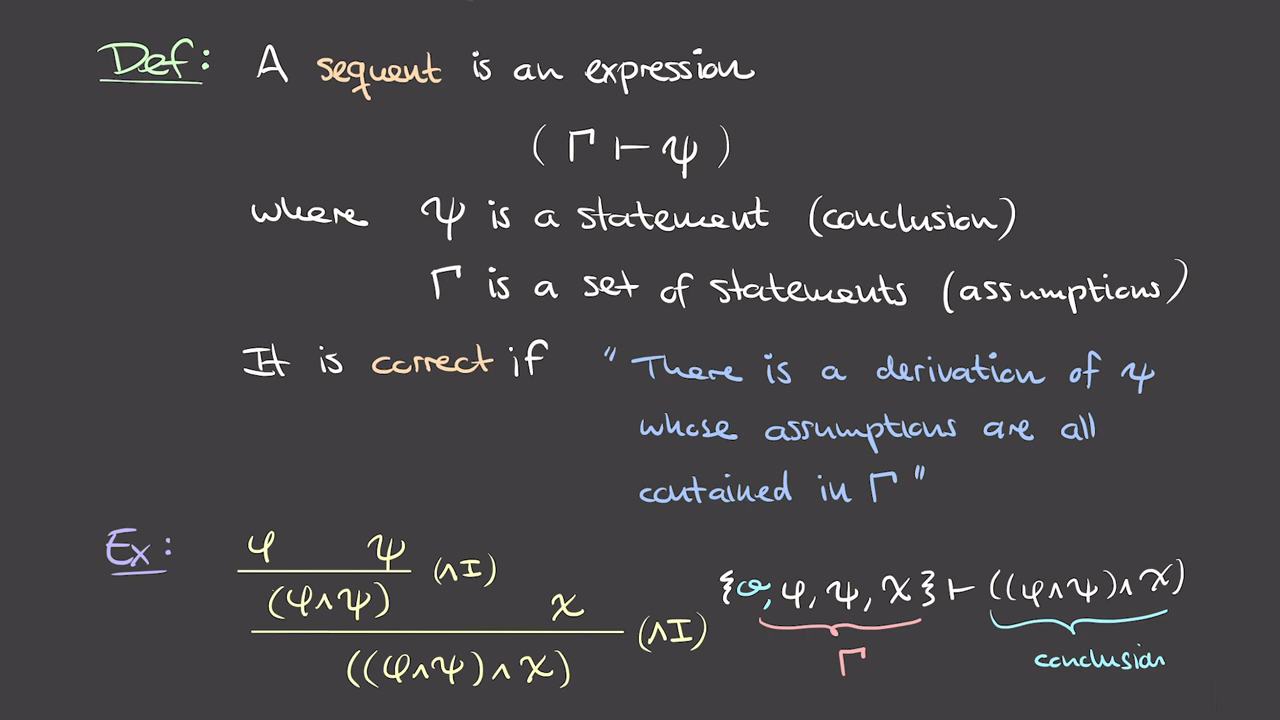 Def: A sequent is an expression
(Γ ⊢ ψ)
where ψ is a statement (conclusion)
Γ is a set of statements (assumptions)
It is correct if "There is a derivation of ψ
whose assumptions are all
contained in Γ"
Ex: φ ψ (∧I)
(φ∧ψ) χ (∧I)
((φ∧ψ)∧χ)
{σ, φ, ψ, χ} ⊢ ((φ∧ψ)∧χ)
Γ conclusion